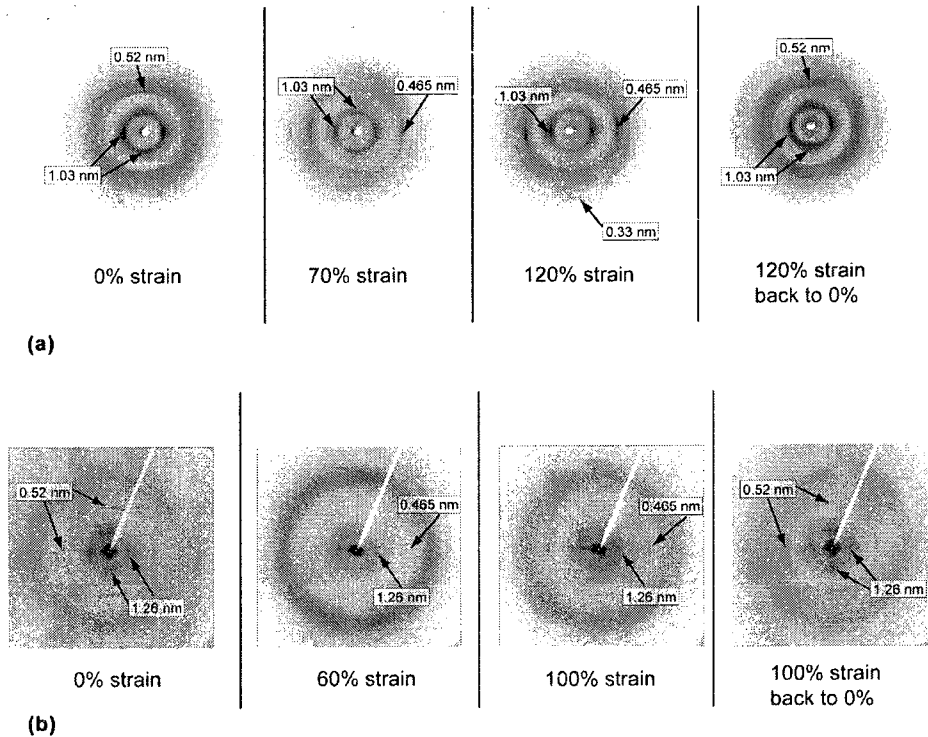 0.52 nm
1.03 nm
0% strain
1.03 nm
0.465 nm
70% strain
1.03 nm
0.465 nm
0.33 nm
120% strain
0.52 nm
1.03 nm
120% strain
back to 0%
(a)
0.52 nm
1.26 nm
0% strain
0.465 nm
1.26 nm
60% strain
0.465 nm
1.26 nm
100% strain
0.52 nm
1.26 nm
100% strain
back to 0%
(b)